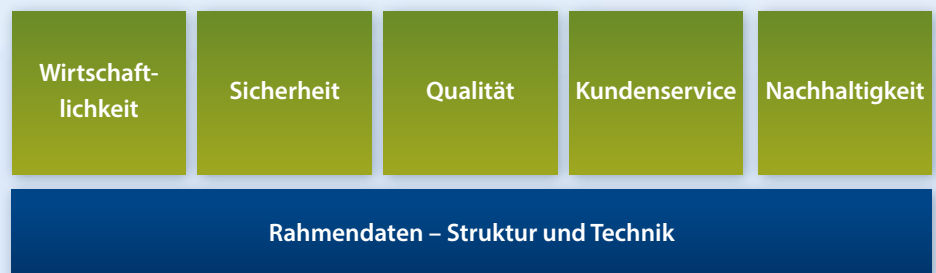 Wirtschaft-
lichkeit
Sicherheit
Qualität
Kundenservice
Nachhaltigkeit
Rahmendaten – Struktur und Technik